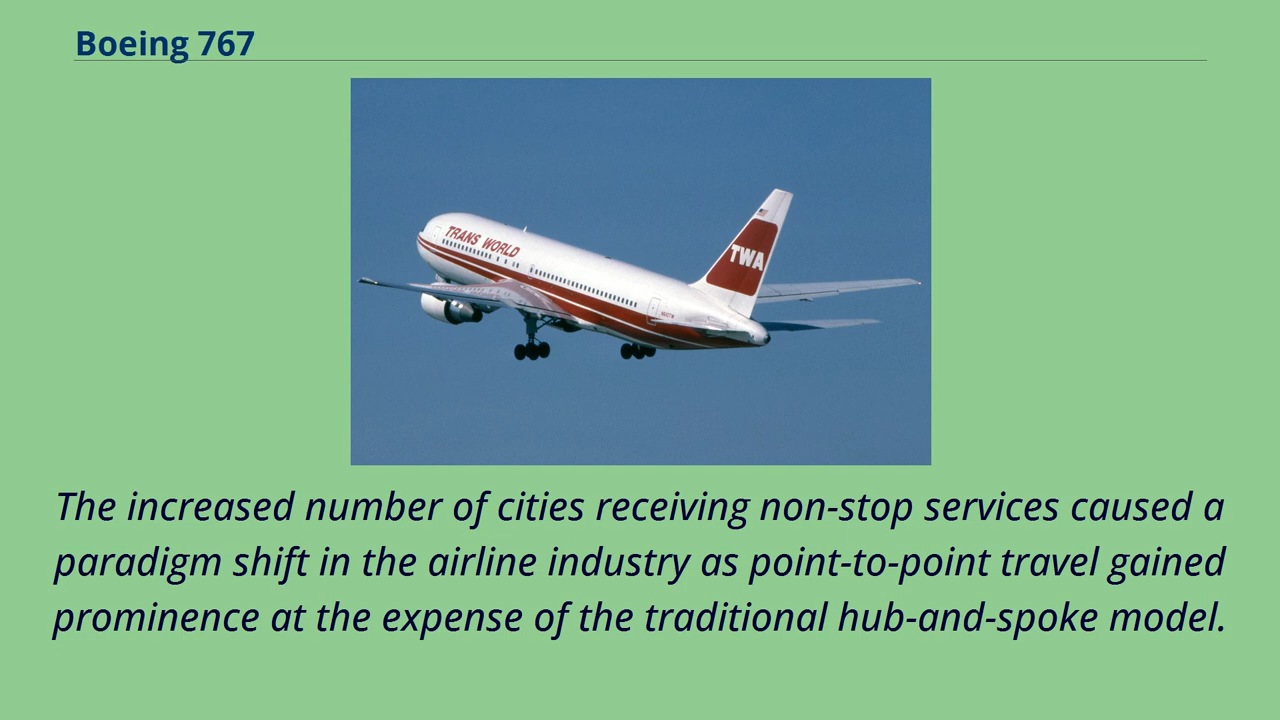 Boeing 767
TRANS WORLD
TWA
The increased number of cities receiving non-stop services caused a
paradigm shift in the airline industry as point-to-point travel gained
prominence at the expense of the traditional hub-and-spoke model.